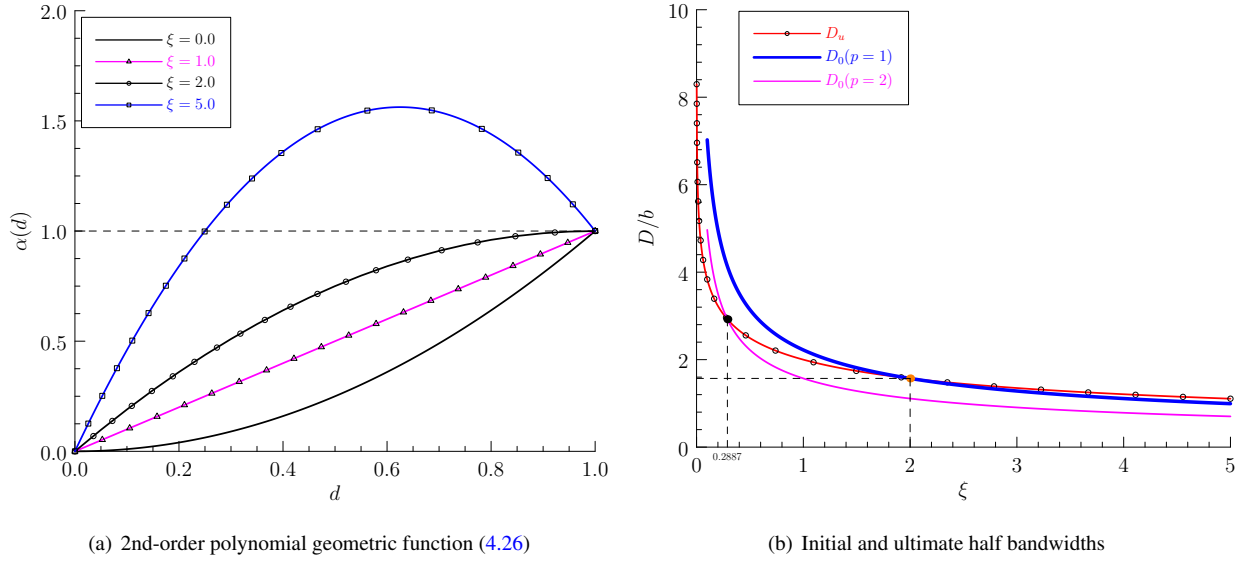 2.0
1.5
1.0
0.5
0.0
α(d)
ξ = 0.0
ξ = 1.0
ξ = 2.0
ξ = 5.0
0.0 0.2 0.4 0.6 0.8 1.0
d
(a) 2nd-order polynomial geometric function (4.26)
10
8
6
4
2
0
D/b
D_u
D_0(p = 1)
D_0(p = 2)
0 1 2 3 4 5
0.2887
ξ
(b) Initial and ultimate half bandwidths